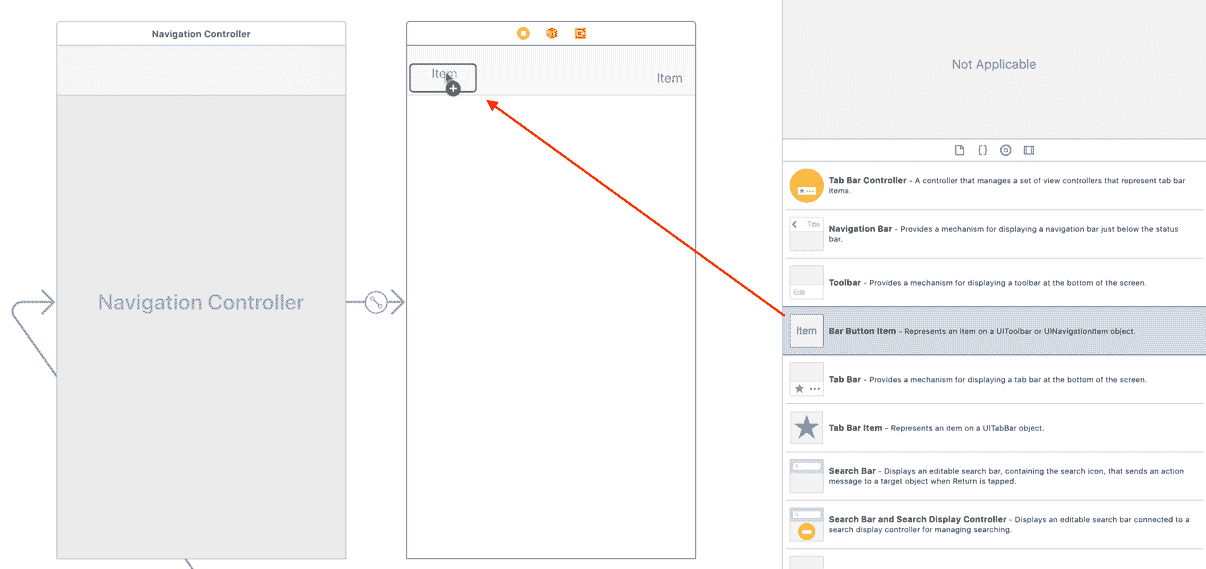 Navigation Controller
Navigation Controller
Item
Item
Not Applicable
{}
Tab Bar Controller - A controller that manages a set of view controllers that represent tab bar
items.
Title
Navigation Bar - Provides a mechanism for displaying a navigation bar just below the status
bar.
Edit
Toolbar - Provides a mechanism for displaying a toolbar at the bottom of the screen.
Item
Bar Button Item - Represents an item on a UIToolbar or UINavigationItem object.
Tab Bar - Provides a mechanism for displaying a tab bar at the bottom of the screen.
Tab Bar Item - Represents an item on a UITabBar object.
Search Bar - Displays an editable search bar, containing the search icon, that sends an action
message to a target object when Return is tapped.
Search Bar and Search Display Controller - Displays an editable search bar connected to a
search display controller for managing searching.